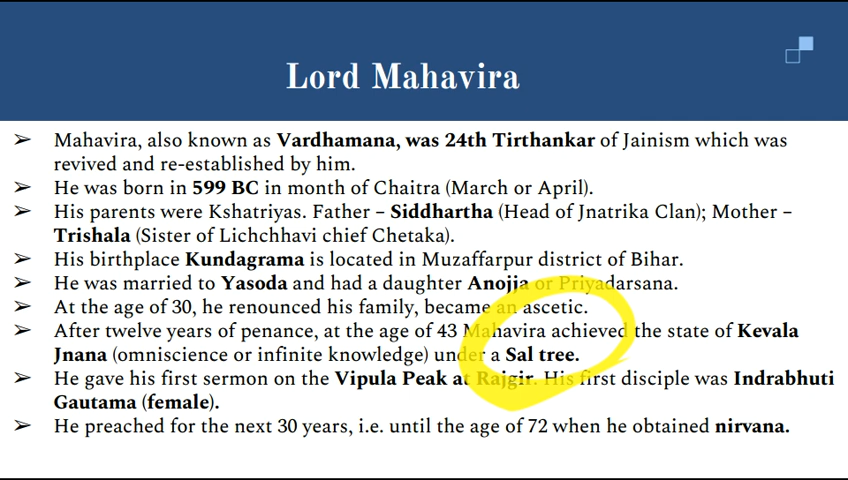 Lord Mahavira
➢ Mahavira, also known as Vardhamana, was 24th Tirthankar of Jainism which was
revived and re-established by him.
➢ He was born in 599 BC in month of Chaitra (March or April).
➢ His parents were Kshatriyas. Father – Siddhartha (Head of Jnatrika Clan); Mother –
Trishala (Sister of Lichchhavi chief Chetaka).
➢ His birthplace Kundagrama is located in Muzaffarpur district of Bihar.
➢ He was married to Yasoda and had a daughter Anojja or Priyadarsana.
➢ At the age of 30, he renounced his family, became an ascetic.
➢ After twelve years of penance, at the age of 43 Mahavira achieved the state of Kevala
Jnana (omniscience or infinite knowledge) under a Sal tree.
➢ He gave his first sermon on the Vipula Peak at Rajgir. His first disciple was Indrabhuti
Gautama (female).
➢ He preached for the next 30 years, i.e. until the age of 72 when he obtained nirvana.